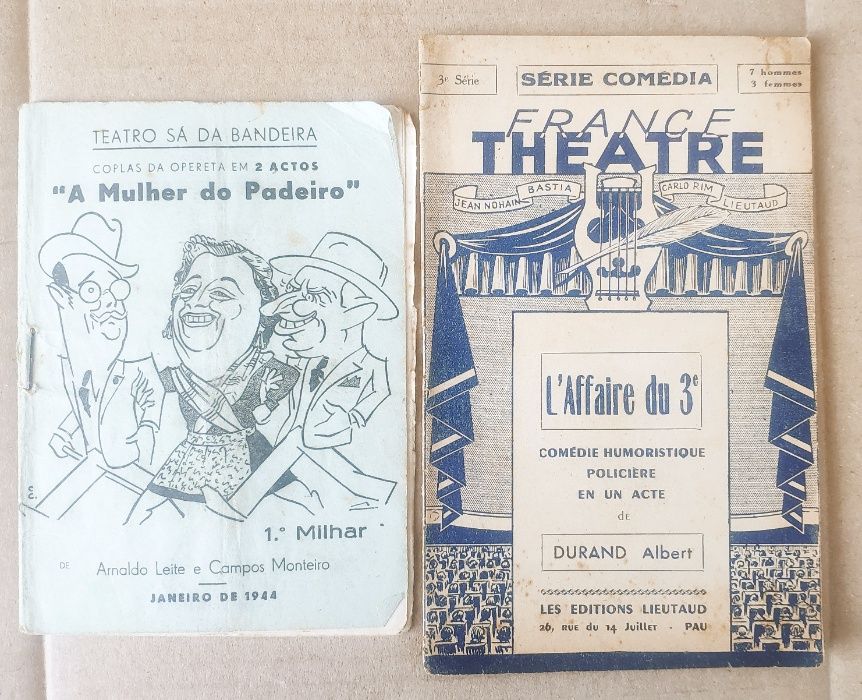 TEATRO SÁ DA BANDEIRA
COPLAS DA OPERETA EM 2 ACTOS
"A Mulher do Padeiro"
1.º Milhar
DE Arnaldo Leite e Campos Monteiro
JANEIRO DE 1944
3e Série
SÉRIE COMÉDIA
7 hommes
3 femmes
FRANCE
THÉATRE
JEAN NOHAIN BASTIA CARLO RIM LIEUTAUD
L'Affaire du 3e
COMÉDIE HUMORISTIQUE
POLICIÈRE
EN UN ACTE
de
DURAND Albert
LES EDITIONS LIEUTAUD
26, RUE DU 14 JUILLET - PAU